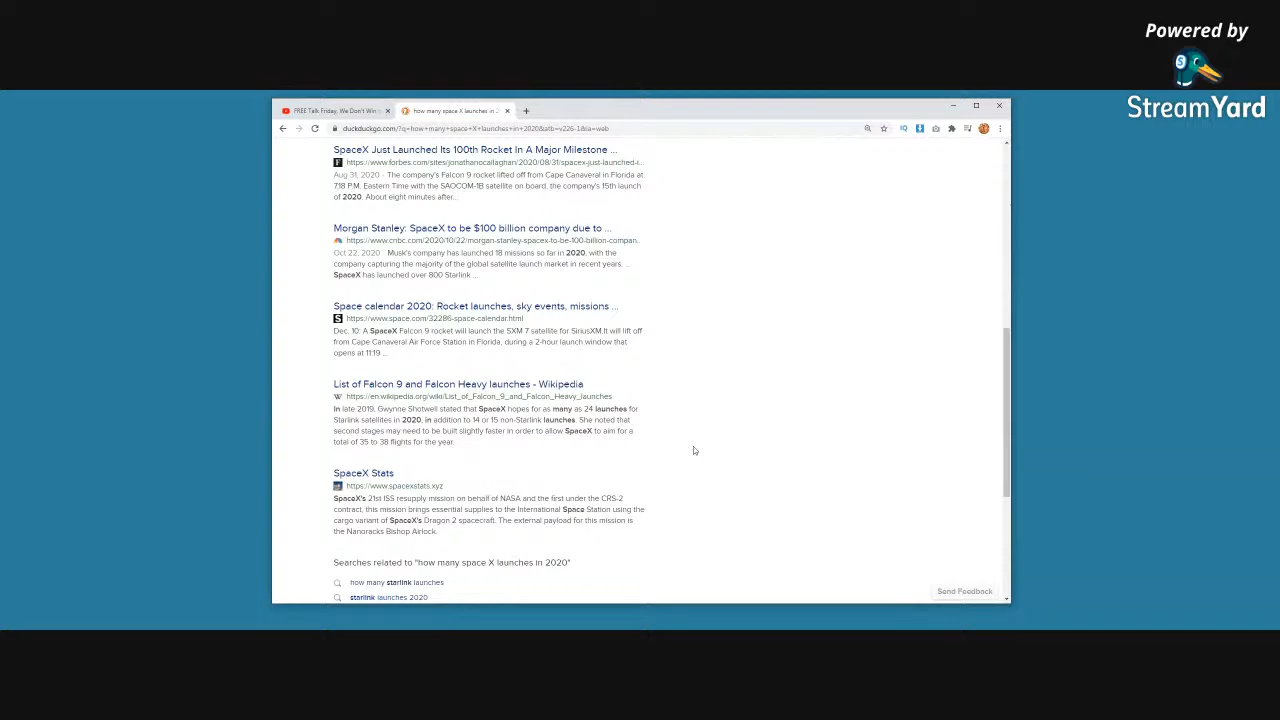 Powered by
StreamYard
FREE Talk Friday, We Don't Win
how many space X launches in 2
duckduckgo.com/?q=how+many+space+X+launches+in+2020&atb=v226-1&ia=web
SpaceX Just Launched Its 100th Rocket In A Major Milestone ...
https://www.forbes.com/sites/jonathanocallaghan/2020/08/31/spacex-just-launched-i...
Aug 31, 2020 · The company's Falcon 9 rocket lifted off from Cape Canaveral in Florida at
7.18 P.M. Eastern Time with the SAOCOM-1B satellite on board, the company's 15th launch
of 2020. About eight minutes after...
Morgan Stanley: SpaceX to be $100 billion company due to ...
https://www.cnbc.com/2020/10/22/morgan-stanley-spacex-to-be-100-billion-compan..
Oct 22, 2020 · Musk's company has launched 18 missions so far in 2020, with the
company capturing the majority of the global satellite launch market in recent years. ...
SpaceX has launched over 800 Starlink ...
Space calendar 2020: Rocket launches, sky events, missions ...
https://www.space.com/32286-space-calendar.html
Dec. 10: A SpaceX Falcon 9 rocket will launch the SXM 7 satellite for SiriusXM.It will lift off
from Cape Canaveral Air Force Station in Florida, during a 2-hour launch window that
opens at 11:19 ...
List of Falcon 9 and Falcon Heavy launches - Wikipedia
W https://en.wikipedia.org/wiki/List_of_Falcon_9_and_Falcon_Heavy_launches
In late 2019, Gwynne Shotwell stated that SpaceX hopes for as many as 24 launches for
Starlink satellites in 2020, in addition to 14 or 15 non-Starlink launches. She noted that
second stages may need to be built slightly faster in order to allow SpaceX to aim for a
total of 35 to 38 flights for the year.
SpaceX Stats
https://www.spacexstats.xyz
SpaceX's 21st ISS resupply mission on behalf of NASA and the first under the CRS-2
contract, this mission brings essential supplies to the International Space Station using the
cargo variant of SpaceX's Dragon 2 spacecraft. The external payload for this mission is
the Nanoracks Bishop Airlock.
Searches related to "how many space X launches in 2020"
how many starlink launches
starlink launches 2020
Send Feedback